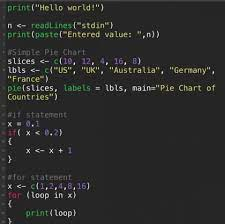 print("Hello world!")
n <- readLines("stdin")
print(paste("Entered value: ",n))
#Simple Pie Chart
slices <- c(10, 12, 4, 16, 8)
lbls <- c("US", "UK", "Australia", "Germany",
"France")
pie(slices, labels = lbls, main="Pie Chart of
Countries")
#if statement
x = 0.1
if( x < 0.2)
{
x <- x + 1
}
#for statement
x <- c(1,2,4,8,16)
for (loop in x)
{
print(loop)
}